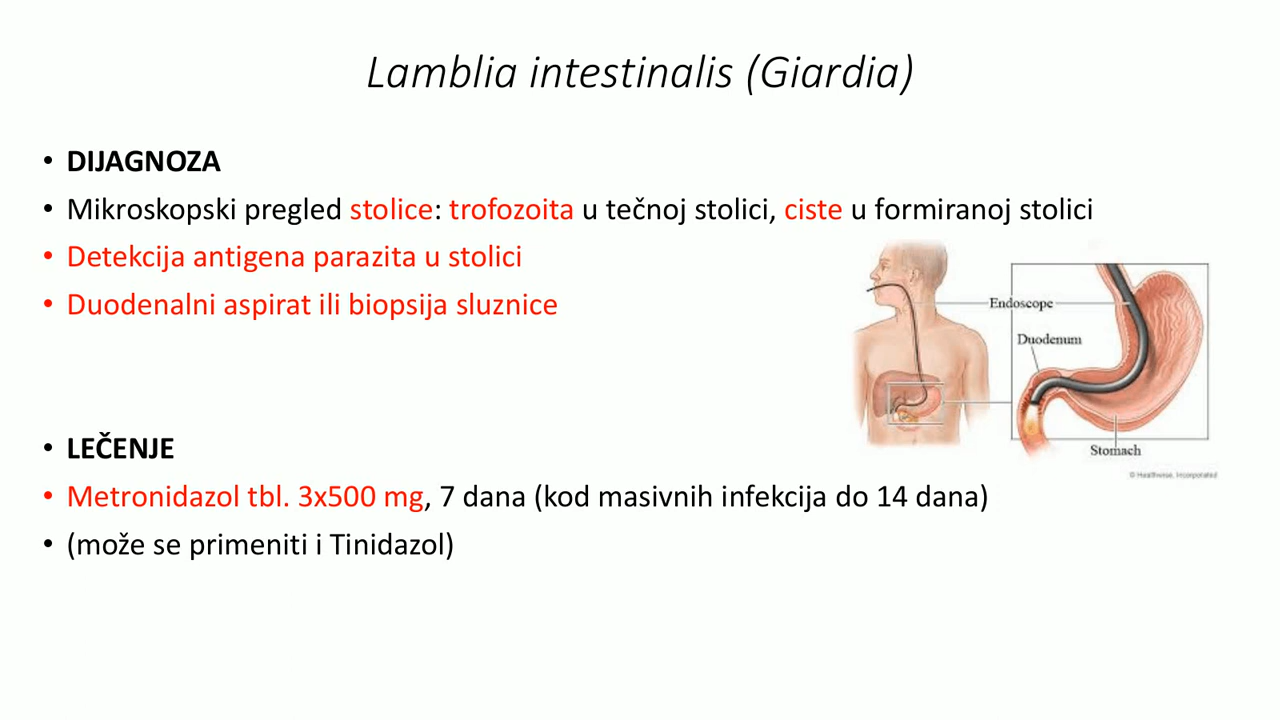 Lamblia intestinalis (Giardia)
• DIJAGNOZA
• Mikroskopski pregled stolice: trofozoita u tečnoj stolici, ciste u formiranoj stolici
• Detekcija antigena parazita u stolici
• Duodenalni aspirat ili biopsija sluznice
Endoscope
Duodenum
Stomach
© Healthwise, Incorporated
• LEČENJE
• Metronidazol tbl. 3x500 mg, 7 dana (kod masivnih infekcija do 14 dana)
• (može se primeniti i Tinidazol)